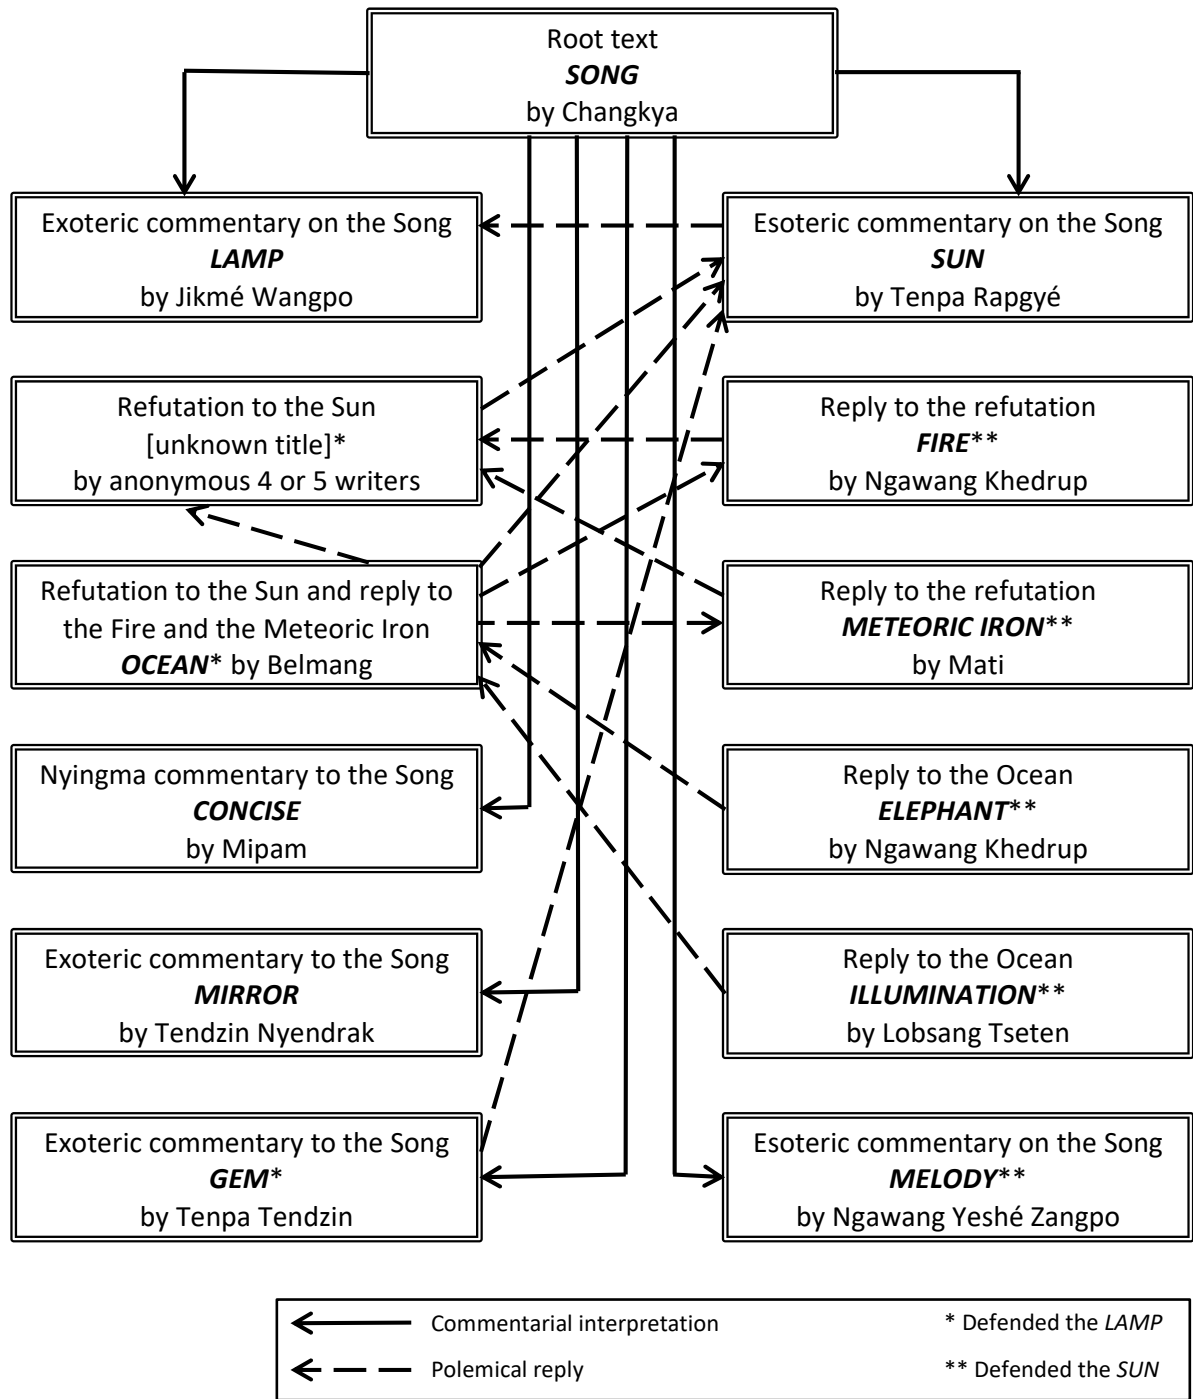 Root text
SONG
by Changkya
Exoteric commentary on the Song
LAMP
by Jikmé Wangpo
Esoteric commentary on the Song
SUN
by Tenpa Rapgyé
Refutation to the Sun
[unknown title]*
by anonymous 4 or 5 writers
Reply to the refutation
FIRE**
by Ngawang Khedrup
Refutation to the Sun and reply to
the Fire and the Meteoric Iron
OCEAN* by Belmang
Reply to the refutation
METEORIC IRON**
by Mati
Nyingma commentary to the Song
CONCISE
by Mipam
Reply to the Ocean
ELEPHANT**
by Ngawang Khedrup
Exoteric commentary to the Song
MIRROR
by Tendzin Nyendrak
Reply to the Ocean
ILLUMINATION**
by Lobsang Tseten
Exoteric commentary to the Song
GEM*
by Tenpa Tendzin
Esoteric commentary on the Song
MELODY**
by Ngawang Yeshé Zangpo
Commentarial interpretation
* Defended the LAMP
Polemical reply
** Defended the SUN